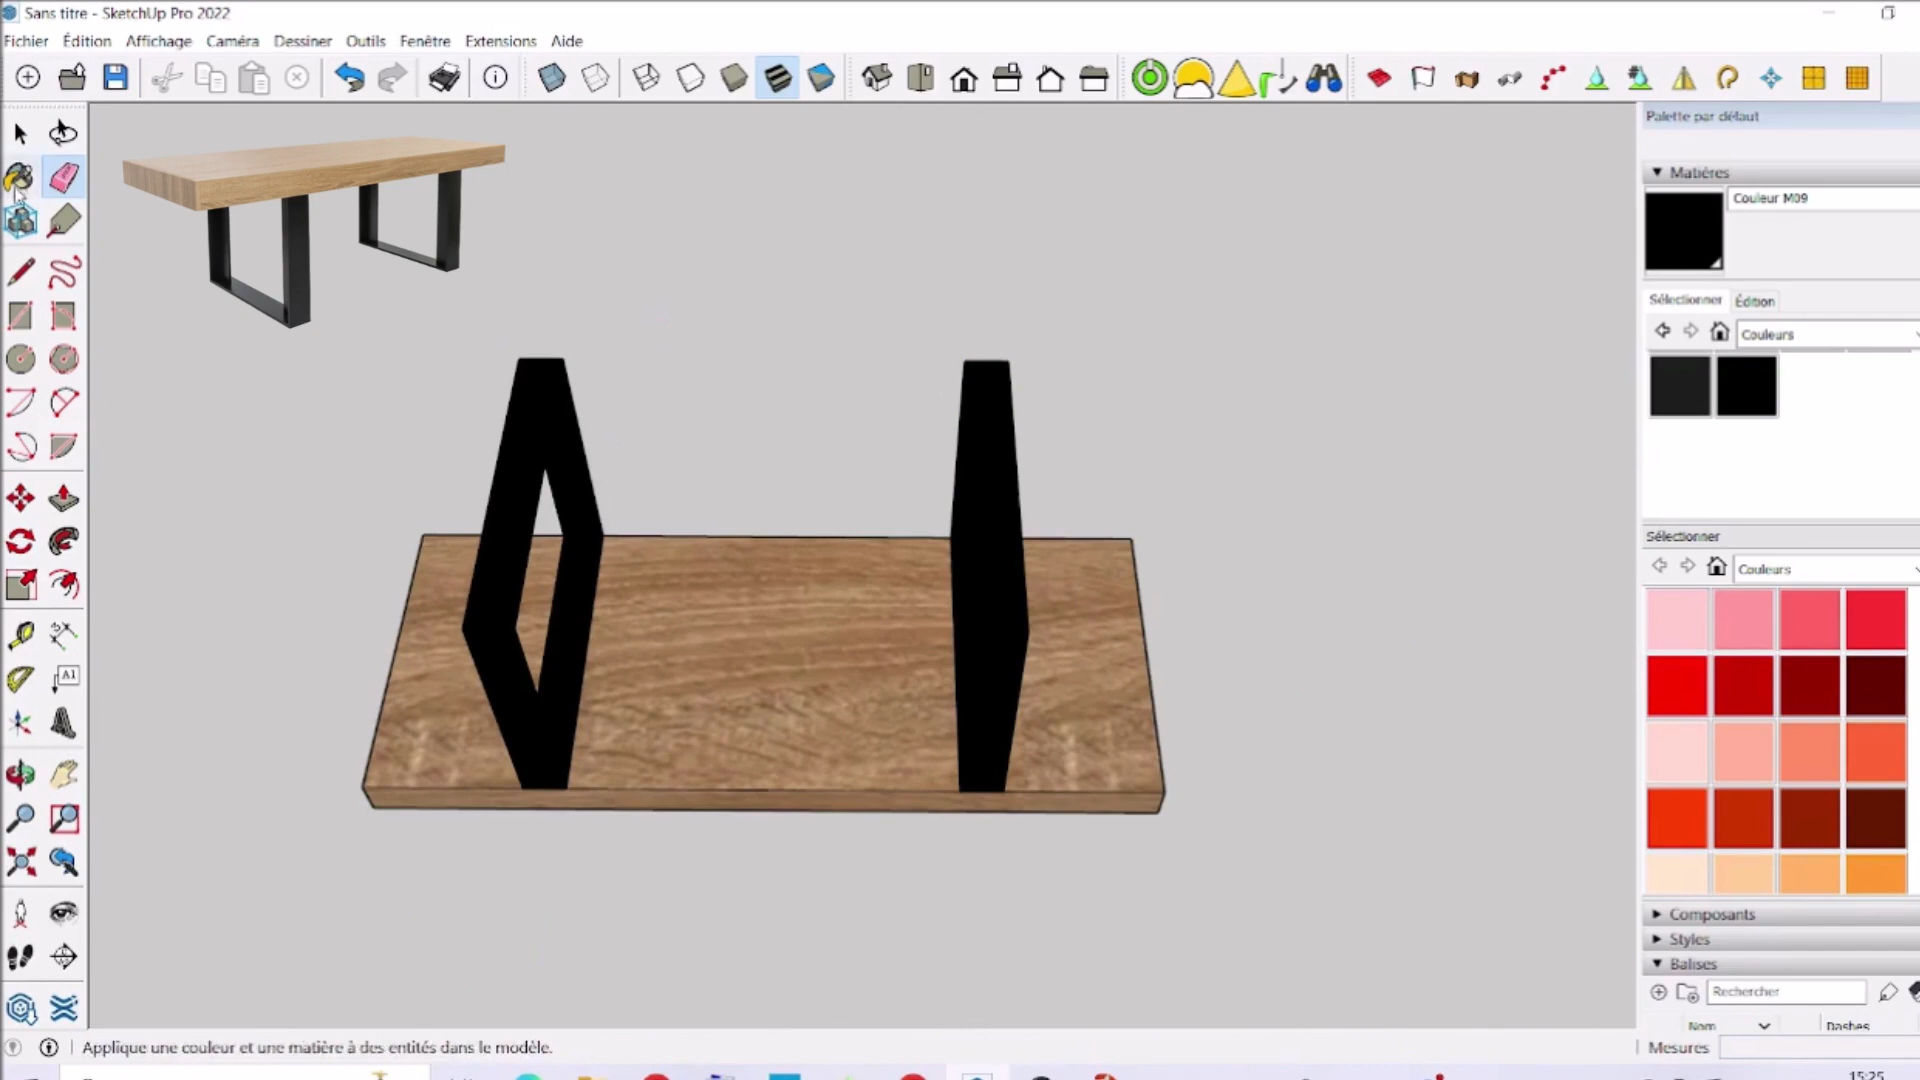 Sans titre - SketchUp Pro 2022
Fichier Édition Affichage Caméra Dessiner Outils Fenêtre Extensions Aide
Palette par défaut
Matières
Couleur M09
Sélectionner Édition
Couleurs
A1
Sélectionner
Couleurs
Composants
Styles
Balises
Rechercher
Nom Dashes
Applique une couleur et une matière à des entités dans le modèle.
Mesures
15:25